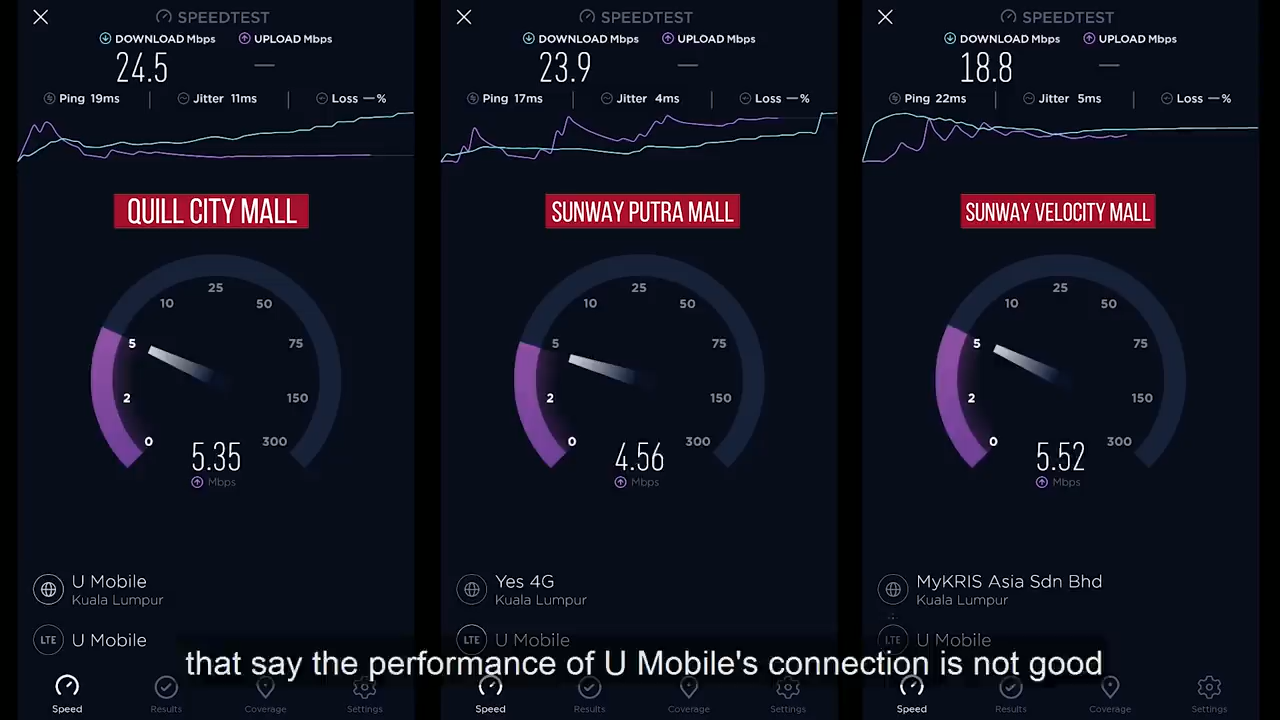 SPEEDTEST
DOWNLOAD Mbps UPLOAD Mbps
24.5 —
Ping 19ms Jitter 11ms Loss — %
QUILL CITY MALL
0 2 5 10 25 50 75 150 300
5.35
Mbps
U Mobile
Kuala Lumpur
LTE U Mobile
Speed Results Coverage Settings
SPEEDTEST
DOWNLOAD Mbps UPLOAD Mbps
23.9 —
Ping 17ms Jitter 4ms Loss — %
SUNWAY PUTRA MALL
0 2 5 10 25 50 75 150 300
4.56
Mbps
Yes 4G
Kuala Lumpur
LTE U Mobile
Speed Results Coverage Settings
SPEEDTEST
DOWNLOAD Mbps UPLOAD Mbps
18.8 —
Ping 22ms Jitter 5ms Loss — %
SUNWAY VELOCITY MALL
0 2 5 10 25 50 75 150 300
5.52
Mbps
MyKRIS Asia Sdn Bhd
Kuala Lumpur
LTE U Mobile
Speed Results Coverage Settings
that say the performance of U Mobile's connection is not good